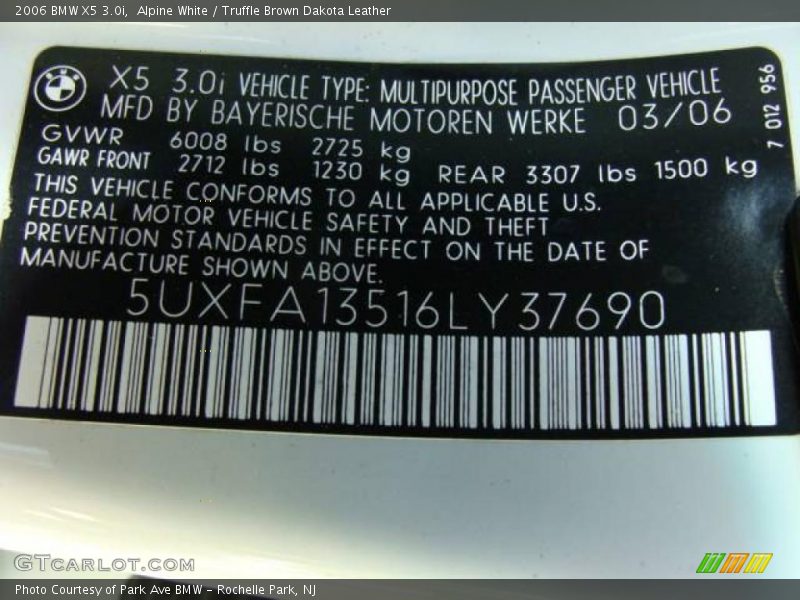 2006 BMW X5 3.0i,  Alpine White / Truffle Brown Dakota Leather
BMW
X5 3.0i VEHICLE TYPE: MULTIPURPOSE PASSENGER VEHICLE
MFD BY BAYERISCHE MOTOREN WERKE 03/06
7 012 956
GVWR 6008 lbs 2725 kg
GAWR FRONT 2712 lbs 1230 kg REAR 3307 lbs 1500 kg
THIS VEHICLE CONFORMS TO ALL APPLICABLE U.S.
FEDERAL MOTOR VEHICLE SAFETY AND THEFT
PREVENTION STANDARDS IN EFFECT ON THE DATE OF
MANUFACTURE SHOWN ABOVE.
5UXFA13516LY37690
GTCARLOT.COM
Photo Courtesy of Park Ave BMW - Rochelle Park, NJ